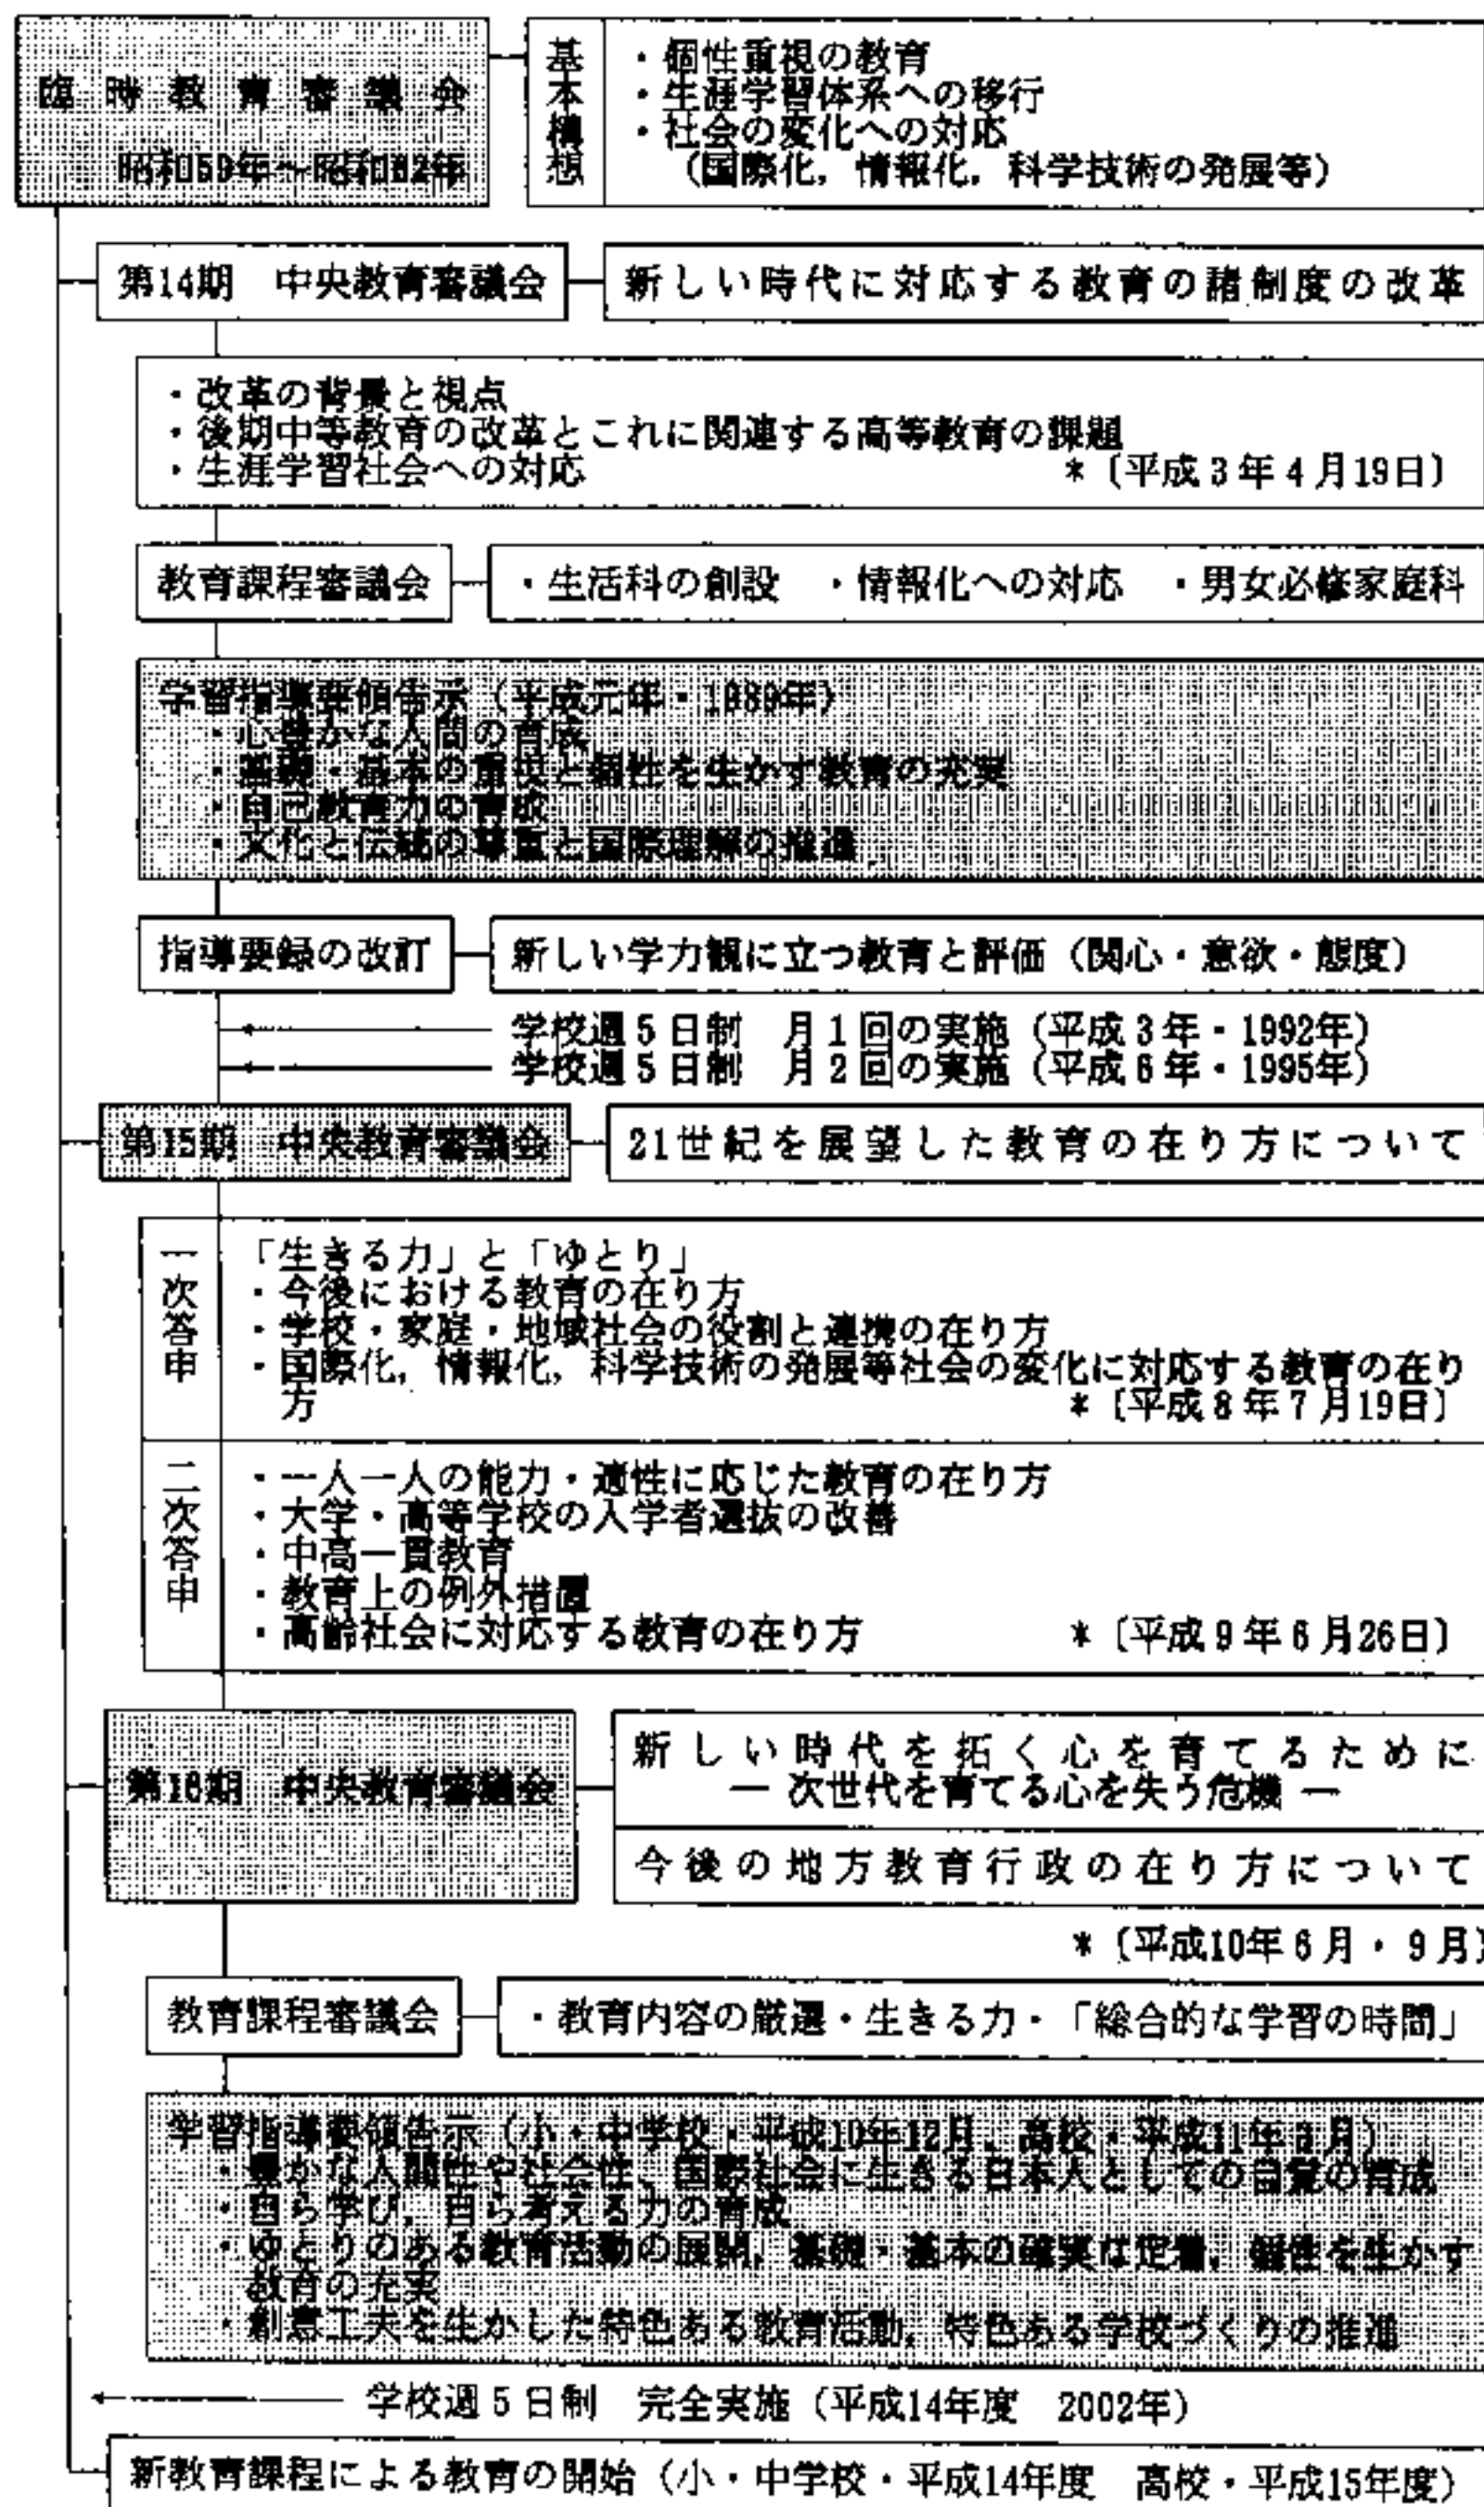 臨時教育審議会
昭和59年～昭和62年
基本構想
・個性重視の教育
・生涯学習体系への移行
・社会の変化への対応
（国際化，情報化，科学技術の発展等）
第14期　中央教育審議会
新しい時代に対応する教育の諸制度の改革
・改革の背景と視点
・後期中等教育の改革とこれに関連する高等教育の課題
・生涯学習社会への対応　＊〔平成3年4月19日〕
教育課程審議会
・生活科の創設　・情報化への対応　・男女必修家庭科
学習指導要領告示（平成元年・1989年）
・心豊かな人間の育成
・基礎・基本の重視と個性を生かす教育の充実
・自己教育力の育成
・文化と伝統の尊重と国際理解の推進
指導要録の改訂
新しい学力観に立つ教育と評価（関心・意欲・態度）
学校週5日制　月1回の実施（平成3年・1992年）
学校週5日制　月2回の実施（平成6年・1995年）
第15期　中央教育審議会
21世紀を展望した教育の在り方について
一次答申
「生きる力」と「ゆとり」
・今後における教育の在り方
・学校・家庭・地域社会の役割と連携の在り方
・国際化，情報化，科学技術の発展等社会の変化に対応する教育の在り
方　＊〔平成8年7月19日〕
二次答申
・一人一人の能力・適性に応じた教育の在り方
・大学・高等学校の入学者選抜の改善
・中高一貫教育
・教育上の例外措置
・高齢社会に対応する教育の在り方　＊〔平成9年6月26日〕
第16期　中央教育審議会
新しい時代を拓く心を育てるために
― 次世代を育てる心を失う危機 ―
今後の地方教育行政の在り方について
＊〔平成10年6月・9月〕
教育課程審議会
・教育内容の厳選・生きる力・「総合的な学習の時間」
学習指導要領告示（小・中学校・平成10年12月，高校・平成11年3月）
・豊かな人間性や社会性，国際社会に生きる日本人としての自覚の育成
・自ら学び，自ら考える力の育成
・ゆとりのある教育活動の展開，基礎・基本の確実な定着，個性を生かす
教育の充実
・創意工夫を生かした特色ある教育活動，特色ある学校づくりの推進
学校週5日制　完全実施（平成14年度　2002年）
新教育課程による教育の開始（小・中学校・平成14年度　高校・平成15年度）